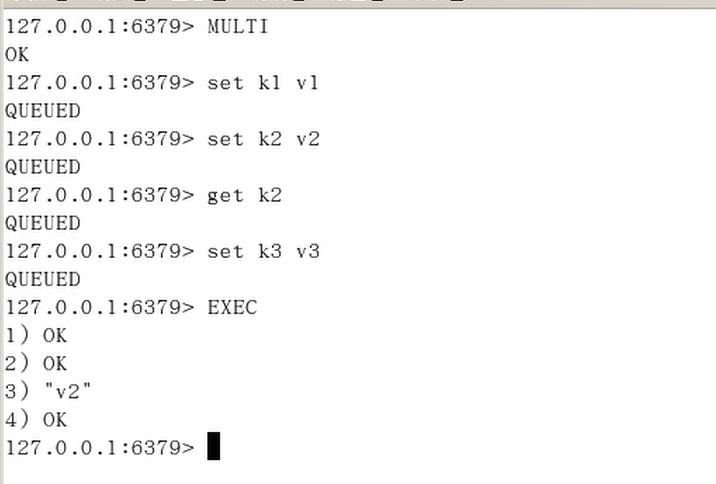 127.0.0.1:6379> MULTI
OK
127.0.0.1:6379> set k1 v1
QUEUED
127.0.0.1:6379> set k2 v2
QUEUED
127.0.0.1:6379> get k2
QUEUED
127.0.0.1:6379> set k3 v3
QUEUED
127.0.0.1:6379> EXEC
1) OK
2) OK
3) "v2"
4) OK
127.0.0.1:6379>